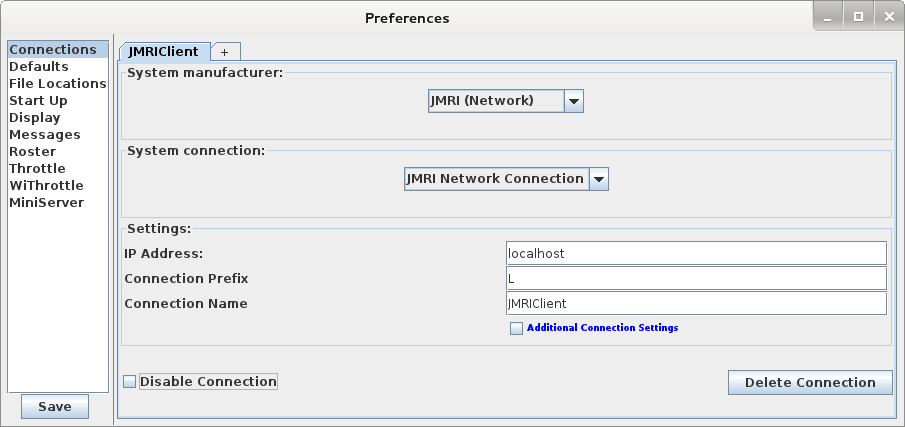 Preferences
Connections
Defaults
File Locations
Start Up
Display
Messages
Roster
Throttle
WiThrottle
MiniServer
Save
JMRIClient +
System manufacturer:
JMRI (Network)
System connection:
JMRI Network Connection
Settings:
IP Address: localhost
Connection Prefix L
Connection Name JMRIClient
Additional Connection Settings
Disable Connection Delete Connection